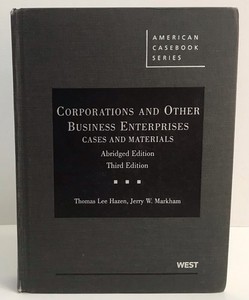 AMERICAN
CASEBOOK
SERIES
CORPORATIONS AND OTHER
BUSINESS ENTERPRISES
CASES AND MATERIALS
Abridged Edition
Third Edition
Thomas Lee Hazen, Jerry W. Markham
WEST